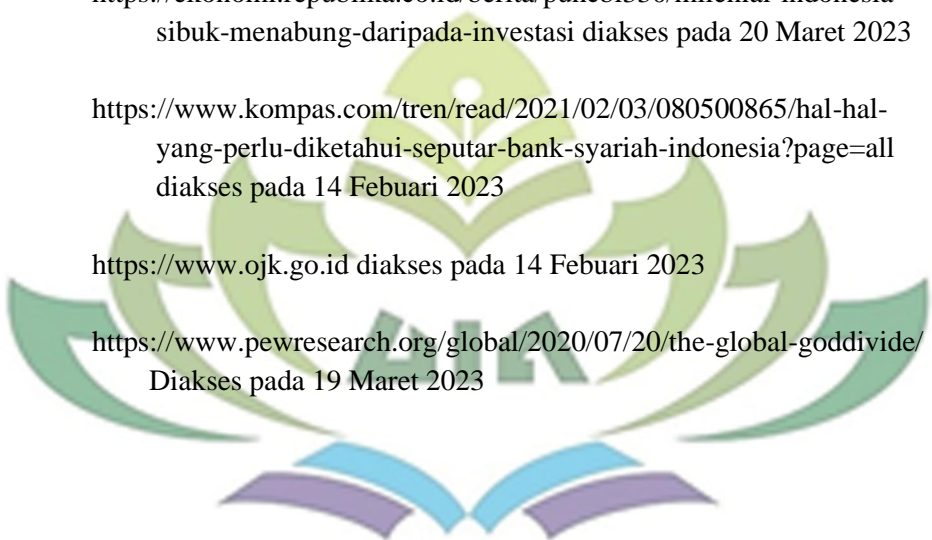 sibuk-menabung-daripada-investasi diakses pada 20 Maret 2023
https://www.kompas.com/tren/read/2021/02/03/080500865/hal-hal-
yang-perlu-diketahui-seputar-bank-syariah-indonesia?page=all
diakses pada 14 Febuari 2023
https://www.ojk.go.id diakses pada 14 Febuari 2023
https://www.pewresearch.org/global/2020/07/20/the-global-goddivide/
Diakses pada 19 Maret 2023